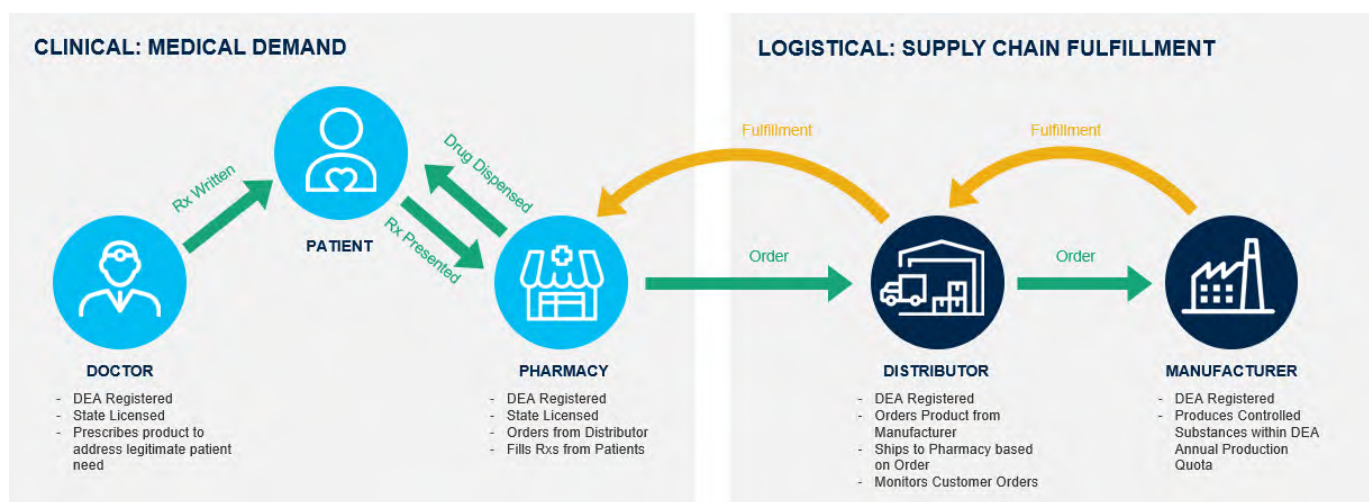 CLINICAL: MEDICAL DEMAND
Rx Written
PATIENT
Drug Dispensed
Rx Presented
DOCTOR
- DEA Registered
- State Licensed
- Prescribes product to
address legitimate patient
need
PHARMACY
- DEA Registered
- State Licensed
- Orders from Distributor
- Fills Rxs from Patients
LOGISTICAL: SUPPLY CHAIN FULFILLMENT
Fulfillment
Fulfillment
Order
Order
DISTRIBUTOR
- DEA Registered
- Orders Product from
Manufacturer
- Ships to Pharmacy based
on Order
- Monitors Customer Orders
MANUFACTURER
- DEA Registered
- Produces Controlled
Substances within DEA
Annual Production
Quota